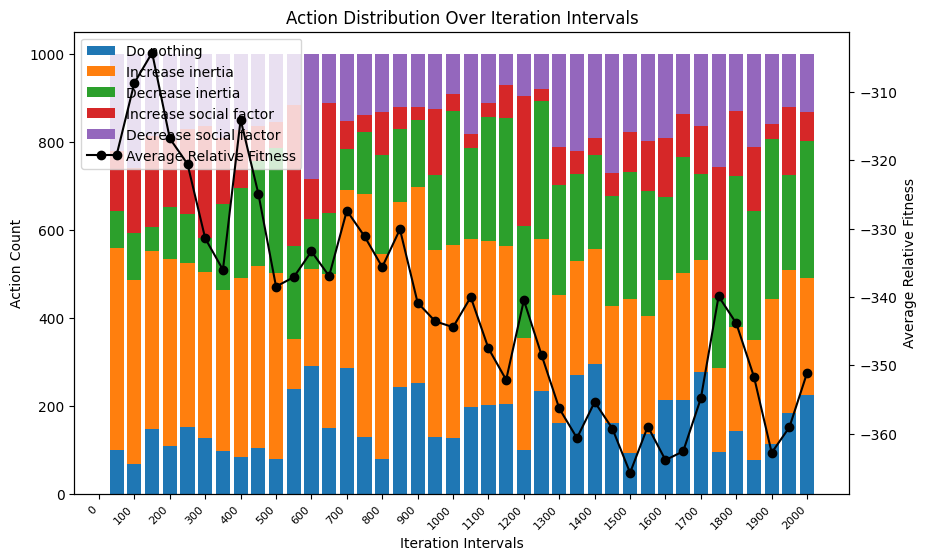 Action Distribution Over Iteration Intervals
Do nothing
Increase inertia
Decrease inertia
Increase social factor
Decrease social factor
Average Relative Fitness
1000
800
600
400
200
0
Action Count
−310
−320
−330
−340
−350
−360
Average Relative Fitness
0 100 200 300 400 500 600 700 800 900 1000 1100 1200 1300 1400 1500 1600 1700 1800 1900 2000
Iteration Intervals